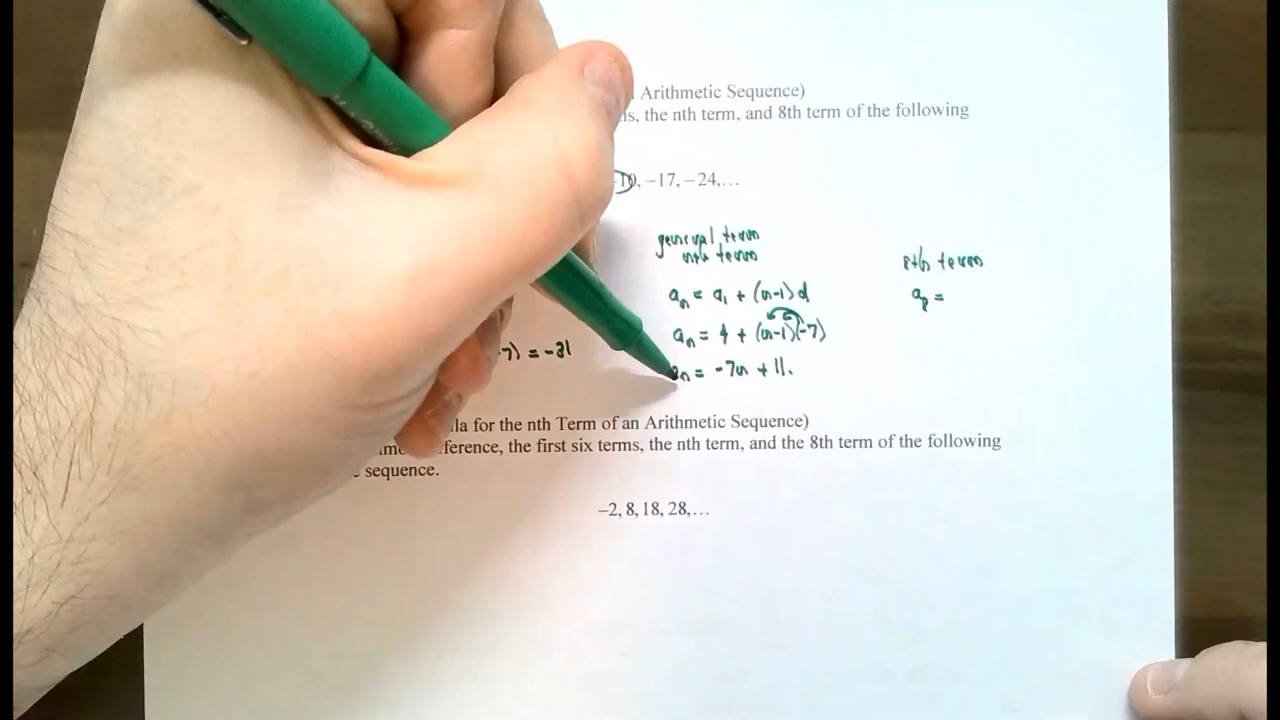 Arithmetic Sequence)
, the nth term, and 8th term of the following
10, −17, −24,…
general term
nth term
8th term
aₙ = a₁ + (n-1)d
a₈ =
aₙ = 4 + (n-1)(-7)
7) = -31
aₙ = -7n + 11.
for the nth Term of an Arithmetic Sequence)
the first six terms, the nth term, and the 8th term of the following
sequence.
−2, 8, 18, 28,…